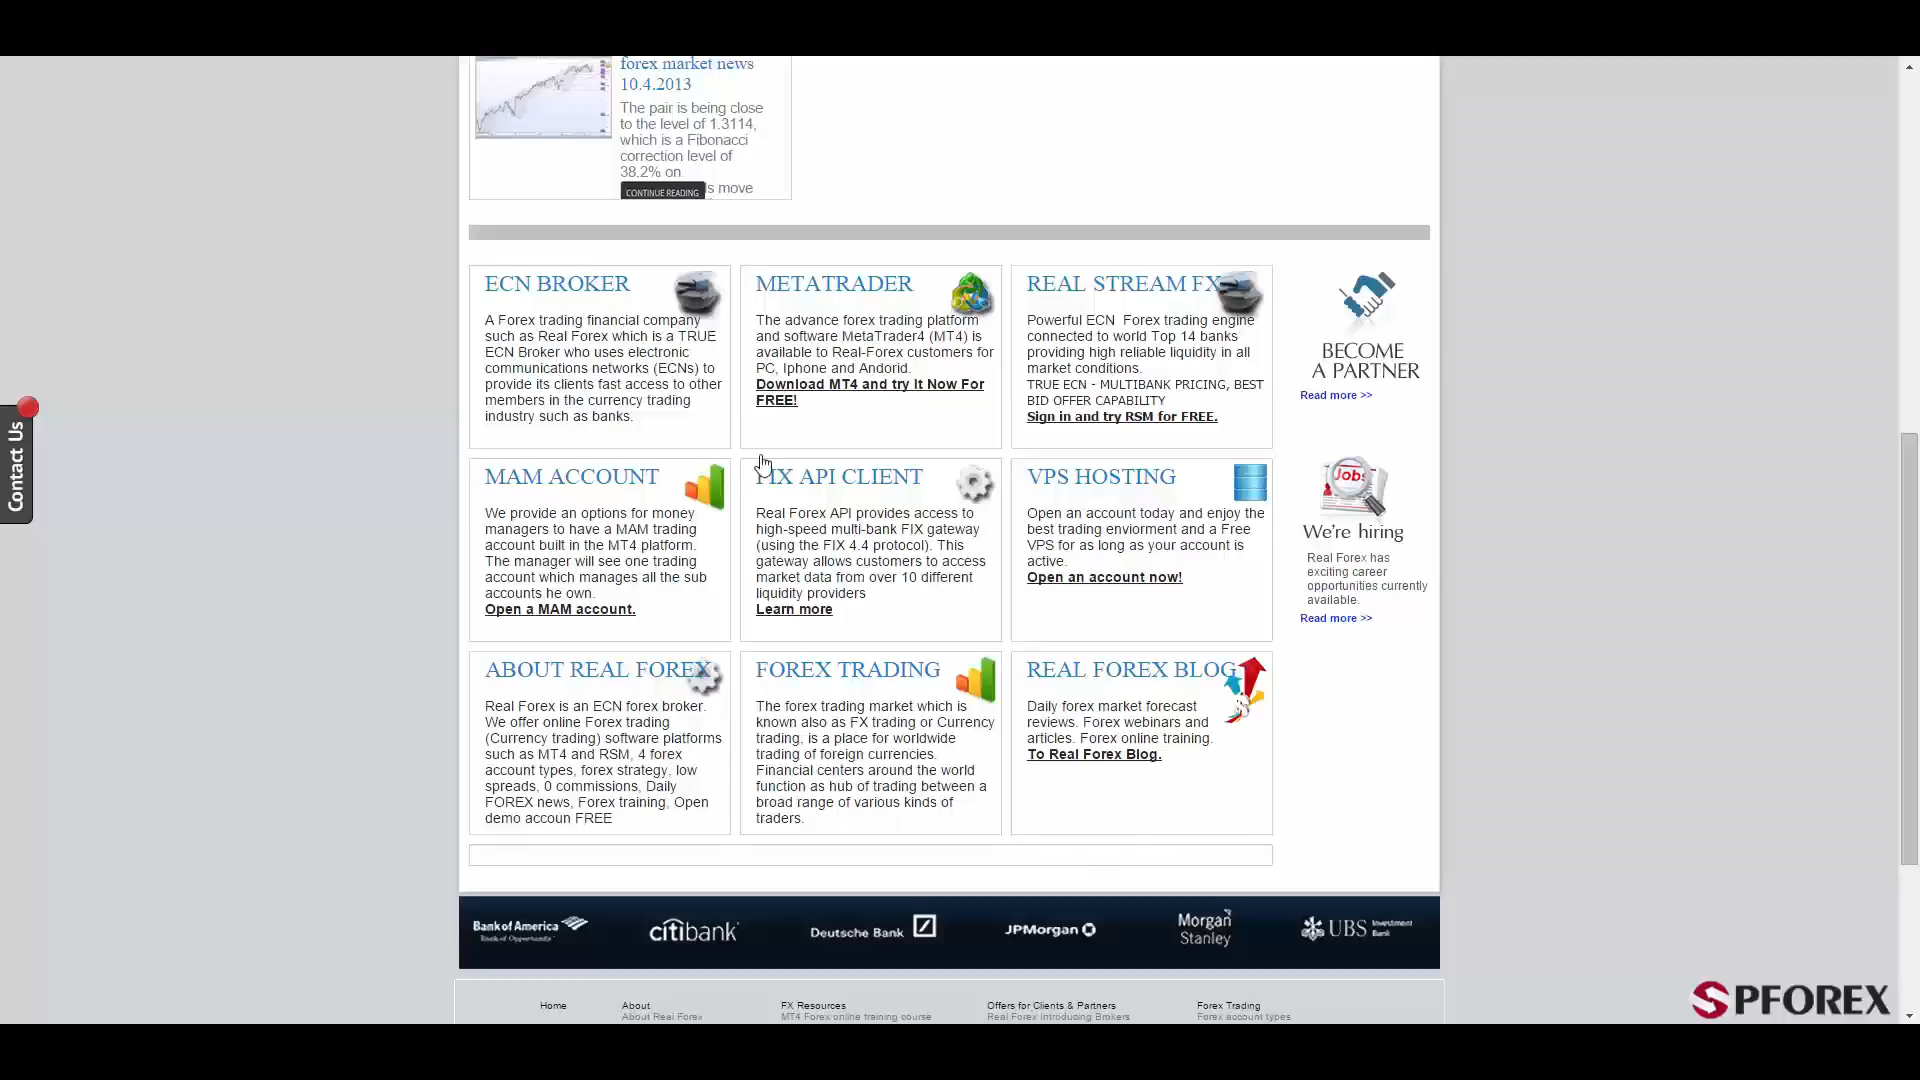 forex market news
10.4.2013
The pair is being close
to the level of 1.3114,
which is a Fibonacci
correction level of
38.2% on
s move
CONTINUE READING
ECN BROKER
A Forex trading financial company
such as Real Forex which is a TRUE
ECN Broker who uses electronic
communications networks (ECNs) to
provide its clients fast access to other
members in the currency trading
industry such as banks.
METATRADER
The advance forex trading platform
and software MetaTrader4 (MT4) is
available to Real-Forex customers for
PC, Iphone and Andorid.
Download MT4 and try It Now For
FREE!
REAL STREAM FX
Powerful ECN Forex trading engine
connected to world Top 14 banks
providing high reliable liquidity in all
market conditions.
TRUE ECN - MULTIBANK PRICING, BEST
BID OFFER CAPABILITY
Sign in and try RSM for FREE.
BECOME
A PARTNER
Read more >>
Contact Us
MAM ACCOUNT
We provide an options for money
managers to have a MAM trading
account built in the MT4 platform.
The manager will see one trading
account which manages all the sub
accounts he own.
Open a MAM account.
FIX API CLIENT
Real Forex API provides access to
high-speed multi-bank FIX gateway
(using the FIX 4.4 protocol). This
gateway allows customers to access
market data from over 10 different
liquidity providers
Learn more
VPS HOSTING
Open an account today and enjoy the
best trading enviorment and a Free
VPS for as long as your account is
active.
Open an account now!
Jobs
We're hiring
Real Forex has
exciting career
opportunities currently
available.
Read more >>
ABOUT REAL FOREX
Real Forex is an ECN forex broker.
We offer online Forex trading
(Currency trading) software platforms
such as MT4 and RSM, 4 forex
account types, forex strategy, low
spreads, 0 commissions, Daily
FOREX news, Forex training, Open
demo accoun FREE
FOREX TRADING
The forex trading market which is
known also as FX trading or Currency
trading, is a place for worldwide
trading of foreign currencies.
Financial centers around the world
function as hub of trading between a
broad range of various kinds of
traders.
REAL FOREX BLOG
Daily forex market forecast
reviews. Forex webinars and
articles. Forex online training.
To Real Forex Blog.
Bank of America
Bank of Opportunity
citibank
Deutsche Bank
JPMorgan
Morgan
Stanley
UBS Investment
Bank
Home
About
FX Resources
Offers for Clients & Partners
Forex Trading
About Real Forex
MT4 Forex online training course
Real Forex Introducing Brokers
Forex account types
SPFOREX